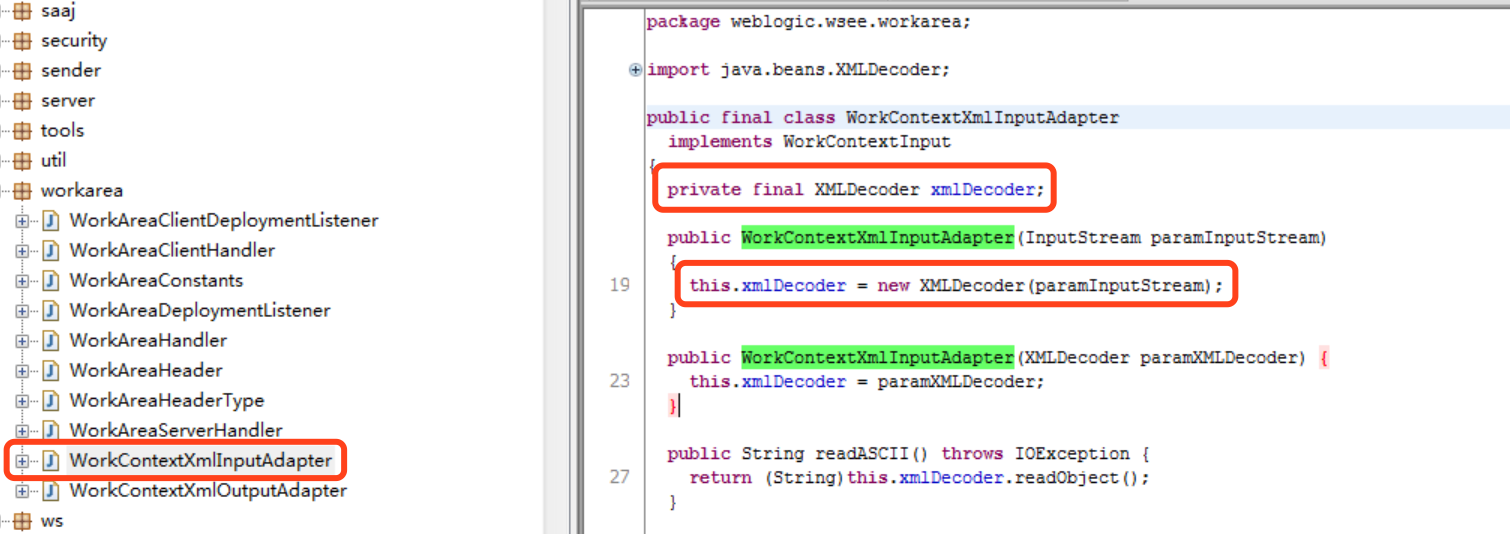 saaj
security
sender
server
tools
util
workarea
WorkAreaClientDeploymentListener
WorkAreaClientHandler
WorkAreaConstants
WorkAreaDeploymentListener
WorkAreaHandler
WorkAreaHeader
WorkAreaHeaderType
WorkAreaServerHandler
WorkContextXmlInputAdapter
WorkContextXmlOutputAdapter
ws
package weblogic.wsee.workarea;
import java.beans.XMLDecoder;
public final class WorkContextXmlInputAdapter
implements WorkContextInput
{
private final XMLDecoder xmlDecoder;
public WorkContextXmlInputAdapter(InputStream paramInputStream)
{
19 this.xmlDecoder = new XMLDecoder(paramInputStream);
}
public WorkContextXmlInputAdapter(XMLDecoder paramXMLDecoder) {
23 this.xmlDecoder = paramXMLDecoder;
}
public String readASCII() throws IOException {
27 return (String)this.xmlDecoder.readObject();
}